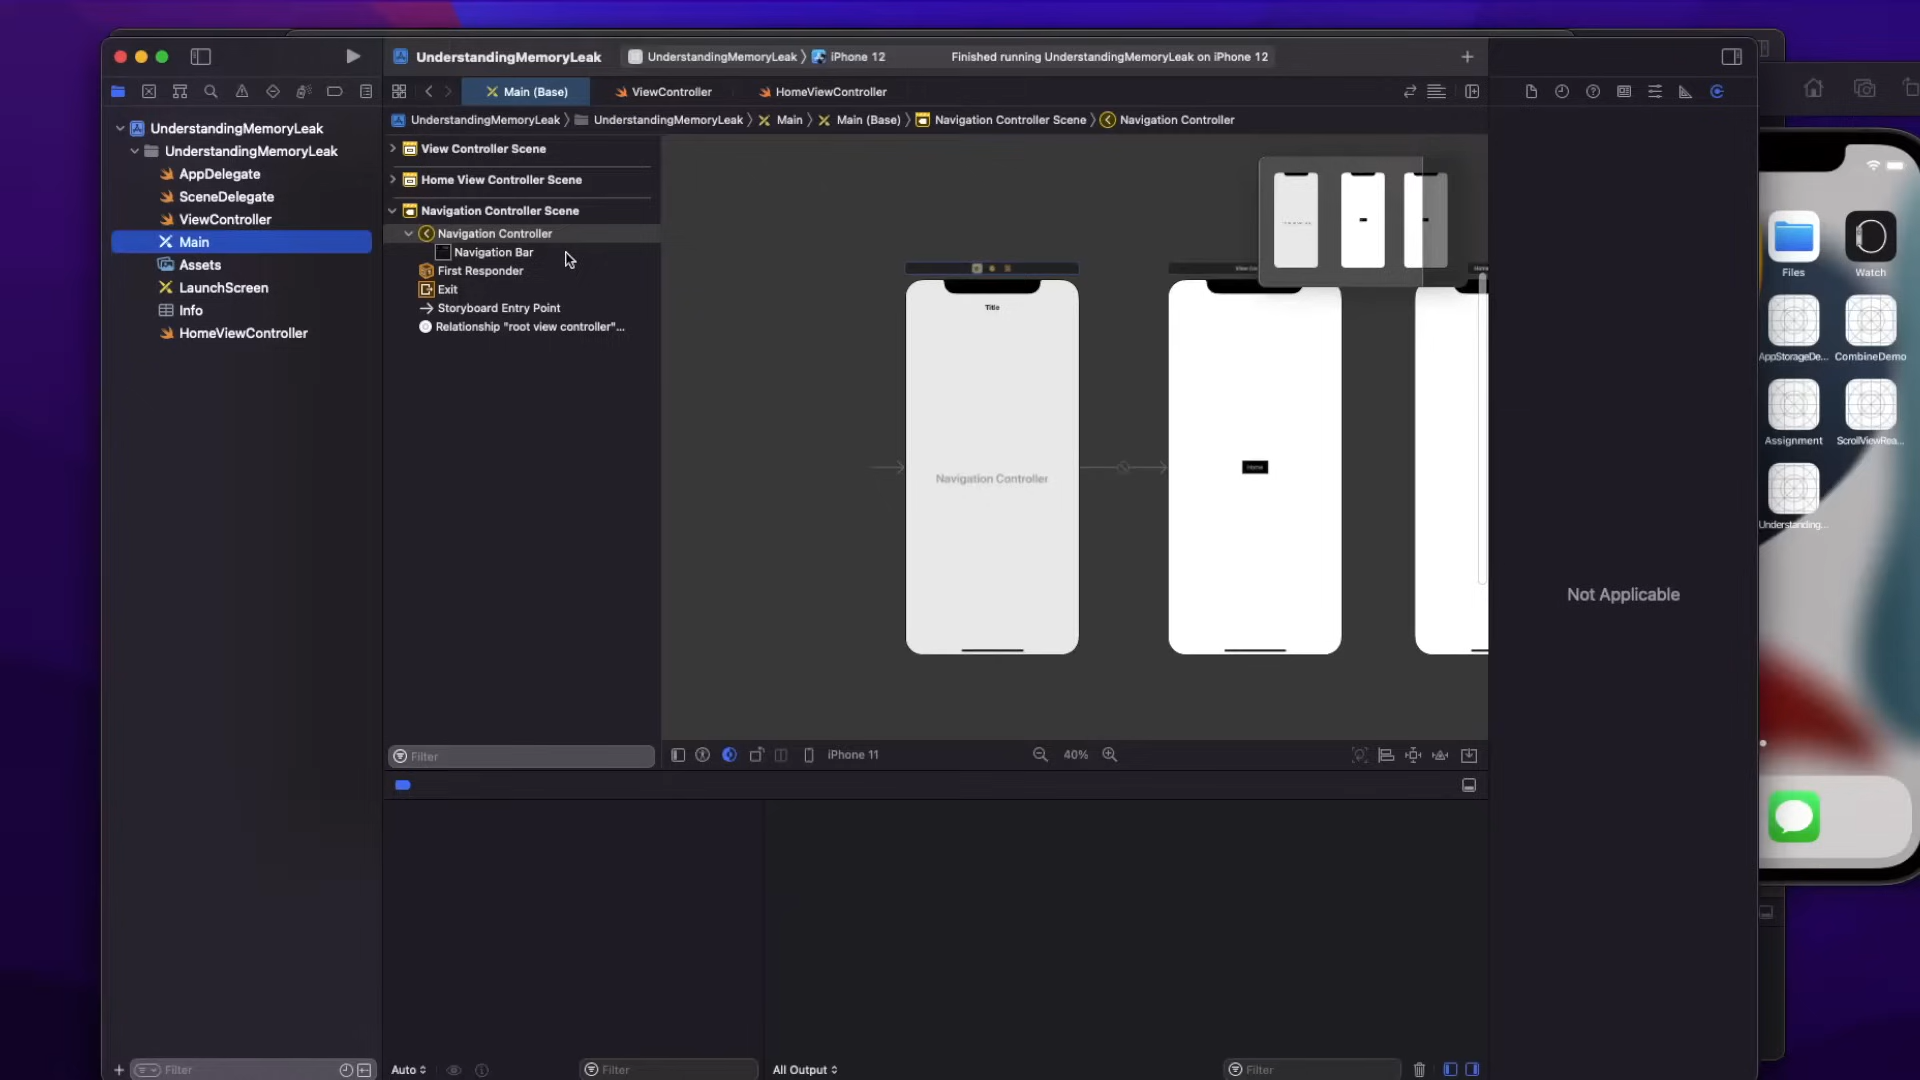 UnderstandingMemoryLeak
UnderstandingMemoryLeak
iPhone 12
Finished running UnderstandingMemoryLeak on iPhone 12
Main (Base)
ViewController
HomeViewController
UnderstandingMemoryLeak
UnderstandingMemoryLeak
Main
Main (Base)
Navigation Controller Scene
Navigation Controller
UnderstandingMemoryLeak
UnderstandingMemoryLeak
AppDelegate
SceneDelegate
ViewController
Main
Assets
LaunchScreen
Info
HomeViewController
View Controller Scene
Home View Controller Scene
Navigation Controller Scene
Navigation Controller
Navigation Bar
First Responder
Exit
Storyboard Entry Point
Relationship "root view controller"...
Title
Navigation Controller
Home
Not Applicable
Files
Watch
AppStorageDe...
CombineDemo
Assignment
ScrollViewRea...
Understanding...
Filter
iPhone 11
40%
Filter
Auto
Filter
All Output
Filter